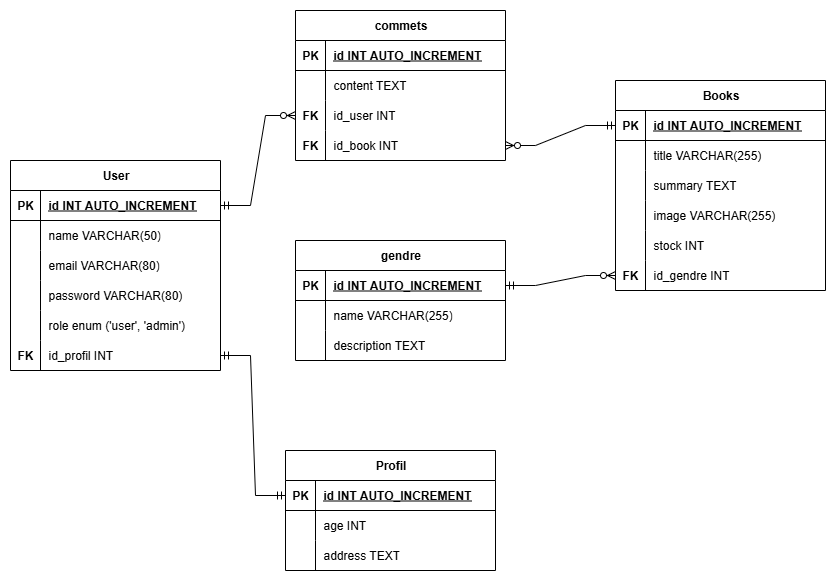 commets
PK id INT AUTO_INCREMENT
content TEXT
FK id_user INT
FK id_book INT
Books
PK id INT AUTO_INCREMENT
title VARCHAR(255)
summary TEXT
image VARCHAR(255)
stock INT
FK id_gendre INT
User
PK id INT AUTO_INCREMENT
name VARCHAR(50)
email VARCHAR(80)
password VARCHAR(80)
role enum ('user', 'admin')
FK id_profil INT
gendre
PK id INT AUTO_INCREMENT
name VARCHAR(255)
description TEXT
Profil
PK id INT AUTO_INCREMENT
age INT
address TEXT